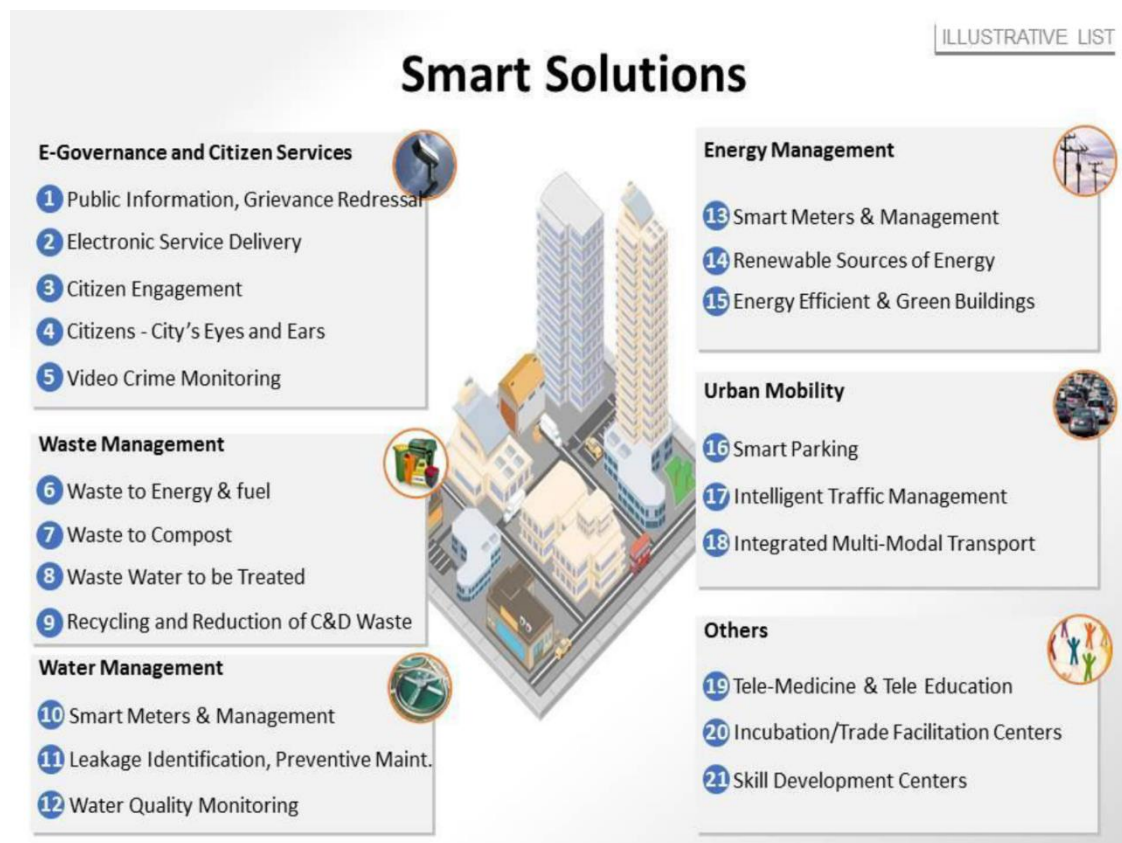 ILLUSTRATIVE LIST
Smart Solutions
E-Governance and Citizen Services
1 Public Information, Grievance Redressal
2 Electronic Service Delivery
3 Citizen Engagement
4 Citizens - City's Eyes and Ears
5 Video Crime Monitoring
Waste Management
6 Waste to Energy & fuel
7 Waste to Compost
8 Waste Water to be Treated
9 Recycling and Reduction of C&D Waste
Water Management
10 Smart Meters & Management
11 Leakage Identification, Preventive Maint.
12 Water Quality Monitoring
Energy Management
13 Smart Meters & Management
14 Renewable Sources of Energy
15 Energy Efficient & Green Buildings
Urban Mobility
16 Smart Parking
17 Intelligent Traffic Management
18 Integrated Multi-Modal Transport
Others
19 Tele-Medicine & Tele Education
20 Incubation/Trade Facilitation Centers
21 Skill Development Centers